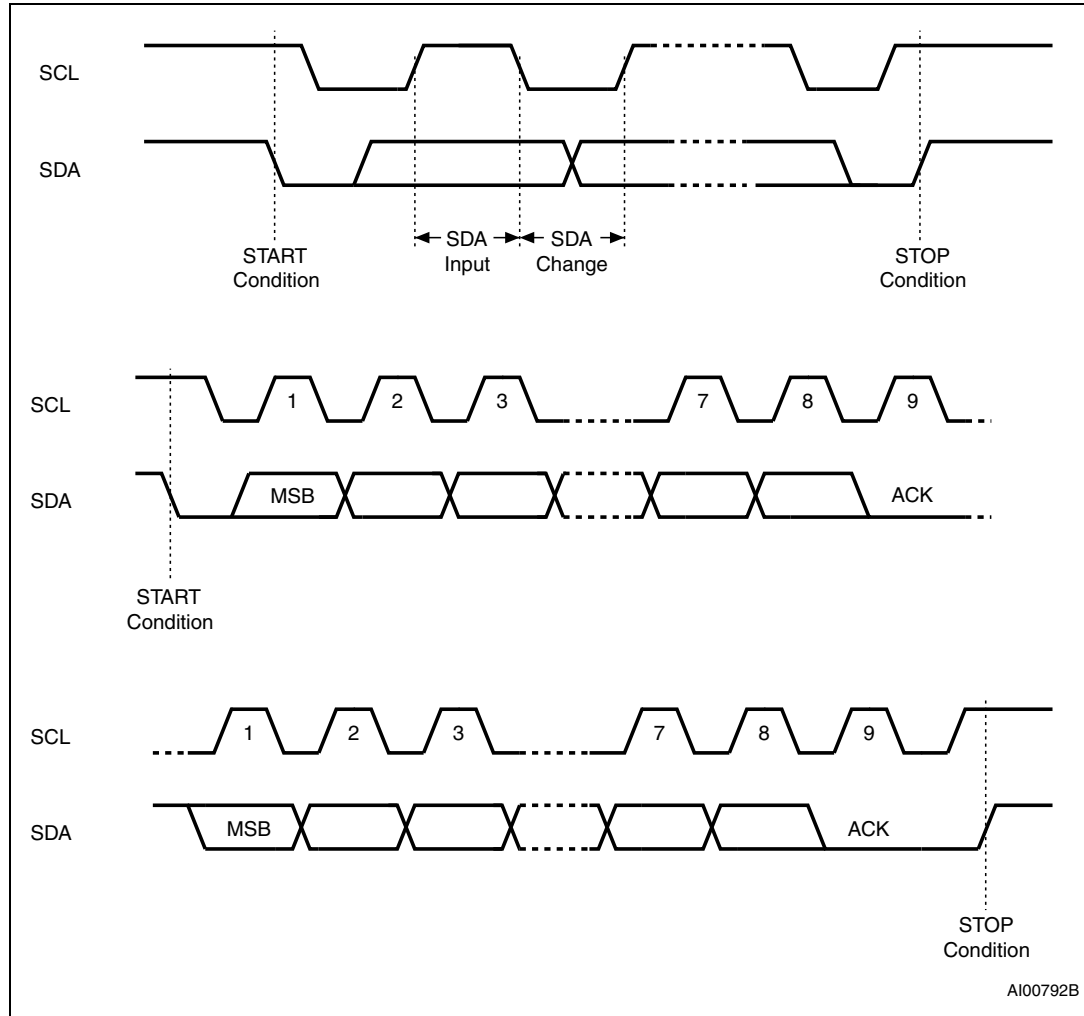 SCL
SDA
SDA
Input
SDA
Change
START
Condition
STOP
Condition
SCL
1 2 3 7 8 9
SDA
MSB ACK
START
Condition
SCL
1 2 3 7 8 9
SDA
MSB ACK
STOP
Condition
AI00792B